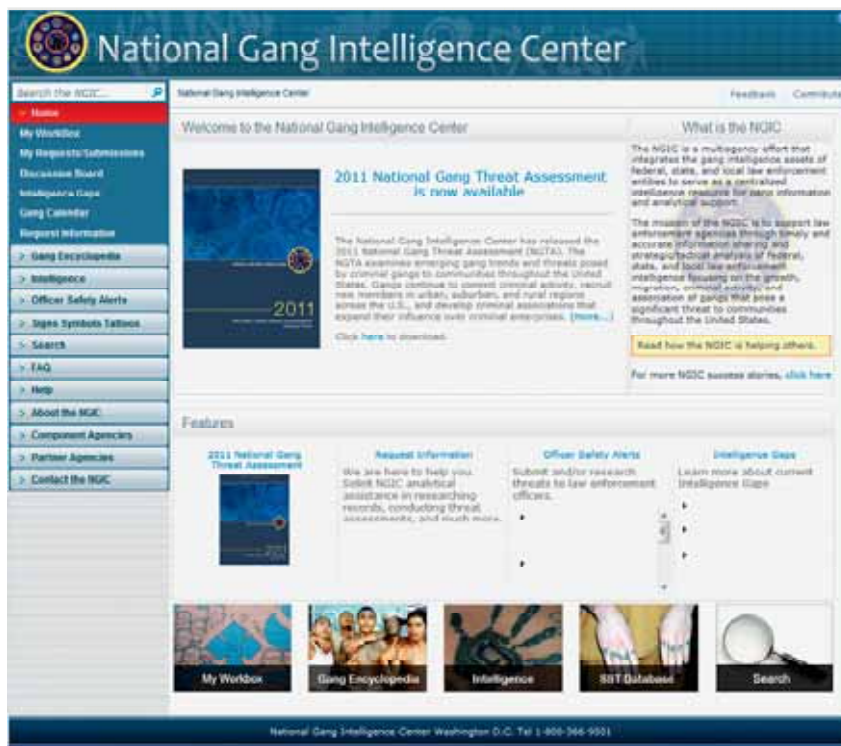 National Gang Intelligence Center
Search the NGIC...
National Gang Intelligence Center
Feedback Contribute
Home
My WorkBox
My Requests/Submissions
Discussion Board
Intelligence Gaps
Gang Calendar
Request Information
> Gang Encyclopedia
> Intelligence
> Officer Safety Alerts
> Signs Symbols Tattoos
> Search
> FAQ
> Help
> About the NGIC
> Component Agencies
> Partner Agencies
> Contact the NGIC
Welcome to the National Gang Intelligence Center
2011
2011 National Gang Threat Assessment
is now available
The National Gang Intelligence Center has released the
2011 National Gang Threat Assessment (NGTA). The
NGTA examines emerging gang trends and threats posed
by criminal gangs to communities throughout the United
States. Gangs continue to commit criminal activity, recruit
new members in urban, suburban, and rural regions
across the U.S., and develop criminal associations that
expand their influence over criminal enterprises. (more...)
Click here to download.
What is the NGIC
The NGIC is a multiagency effort that
integrates the gang intelligence assets of
federal, state, and local law enforcement
entities to serve as a centralized
intelligence resource for gang information
and analytical support.
The mission of the NGIC is to support law
enforcement agencies through timely and
accurate information sharing and
strategic/tactical analysis of federal,
state, and local law enforcement
intelligence focusing on the growth,
migration, criminal activity, and
association of gangs that pose a
significant threat to communities
throughout the United States.
Read how the NGIC is helping others.
For more NGIC success stories, click here
Features
2011 National Gang
Threat Assessment
2011
Request Information
We are here to help you.
Solicit NGIC analytical
assistance in researching
records, conducting threat
assessments, and much more.
Officer Safety Alerts
Submit and/or research
threats to law enforcement
officers.
Intelligence Gaps
Learn more about current
Intelligence Gaps
My Workbox
Gang Encyclopedia
Intelligence
SST Database
Search
National Gang Intelligence Center Washington D.C. Tel 1-800-366-9501